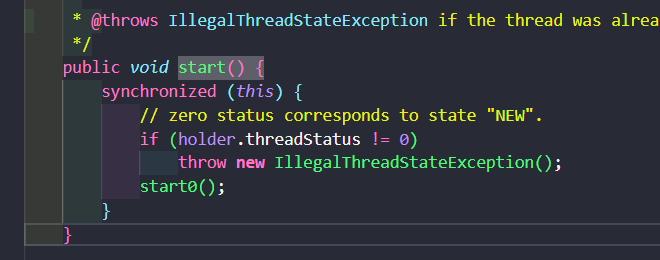 * @throws IllegalThreadStateException if the thread was alrea
*/
public void start() {
synchronized (this) {
// zero status corresponds to state "NEW".
if (holder.threadStatus != 0)
throw new IllegalThreadStateException();
start0();
}
}